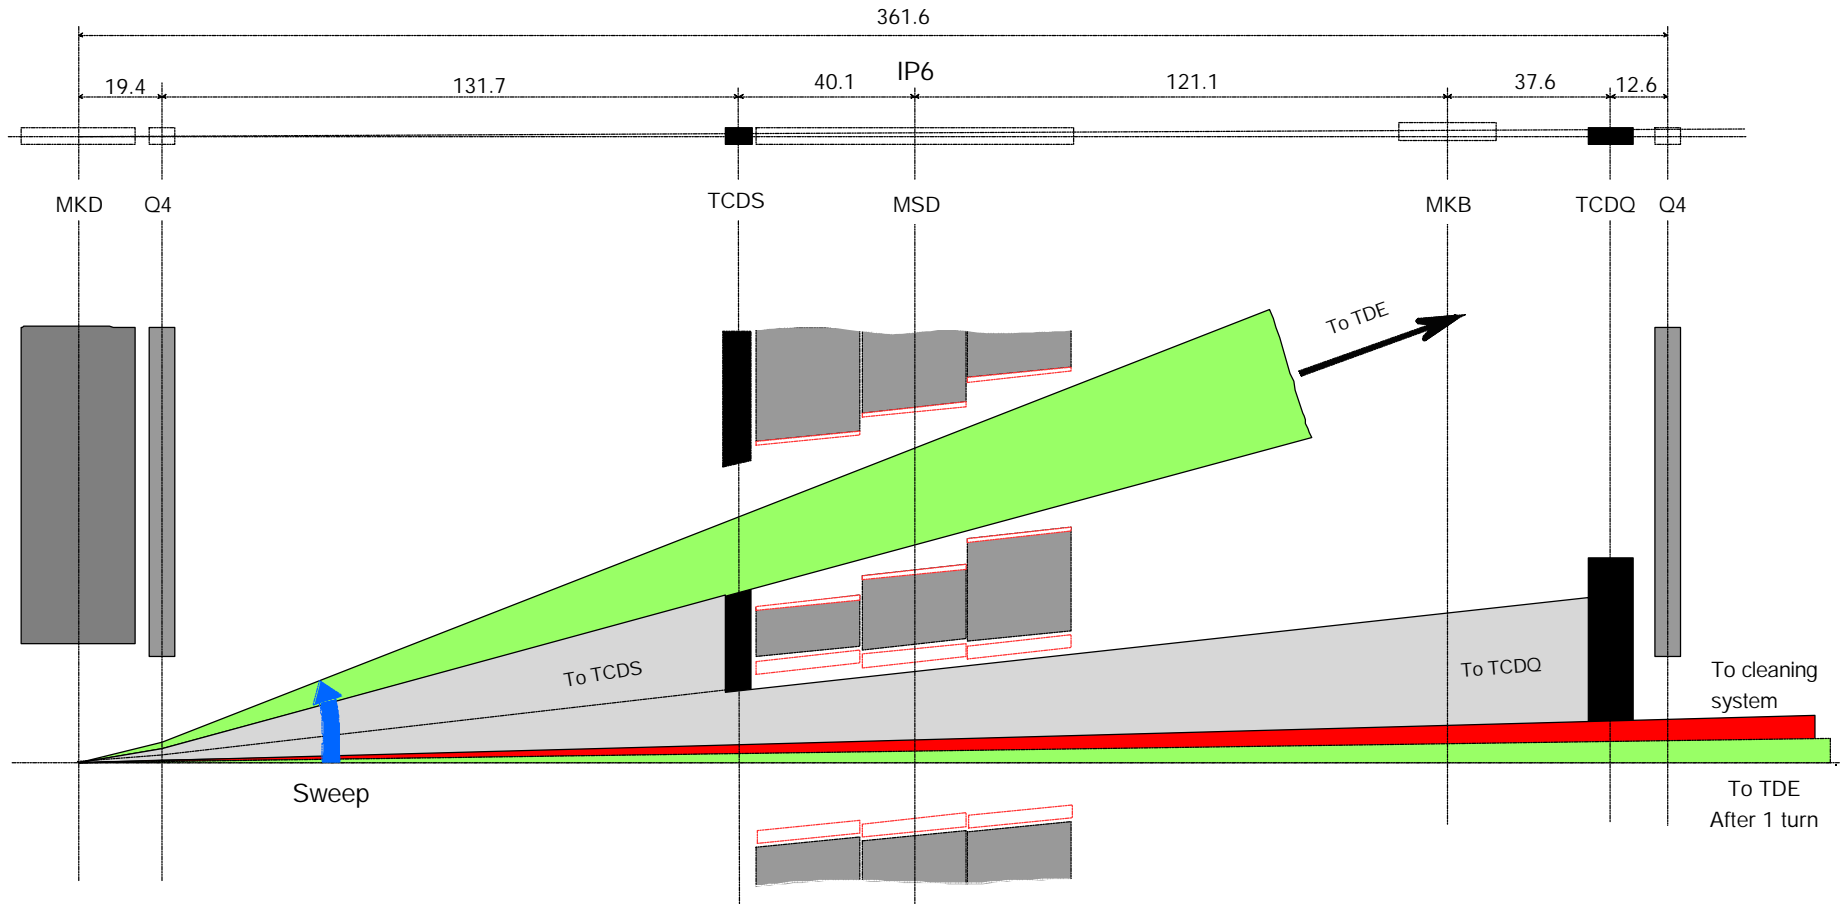 361.6
19.4
131.7
40.1
IP6
121.1
37.6
12.6
MKD
Q4
TCDS
MSD
MKB
TCDQ
Q4
To TDE
To TCDS
To TCDQ
To cleaning
system
Sweep
To TDE
After 1 turn